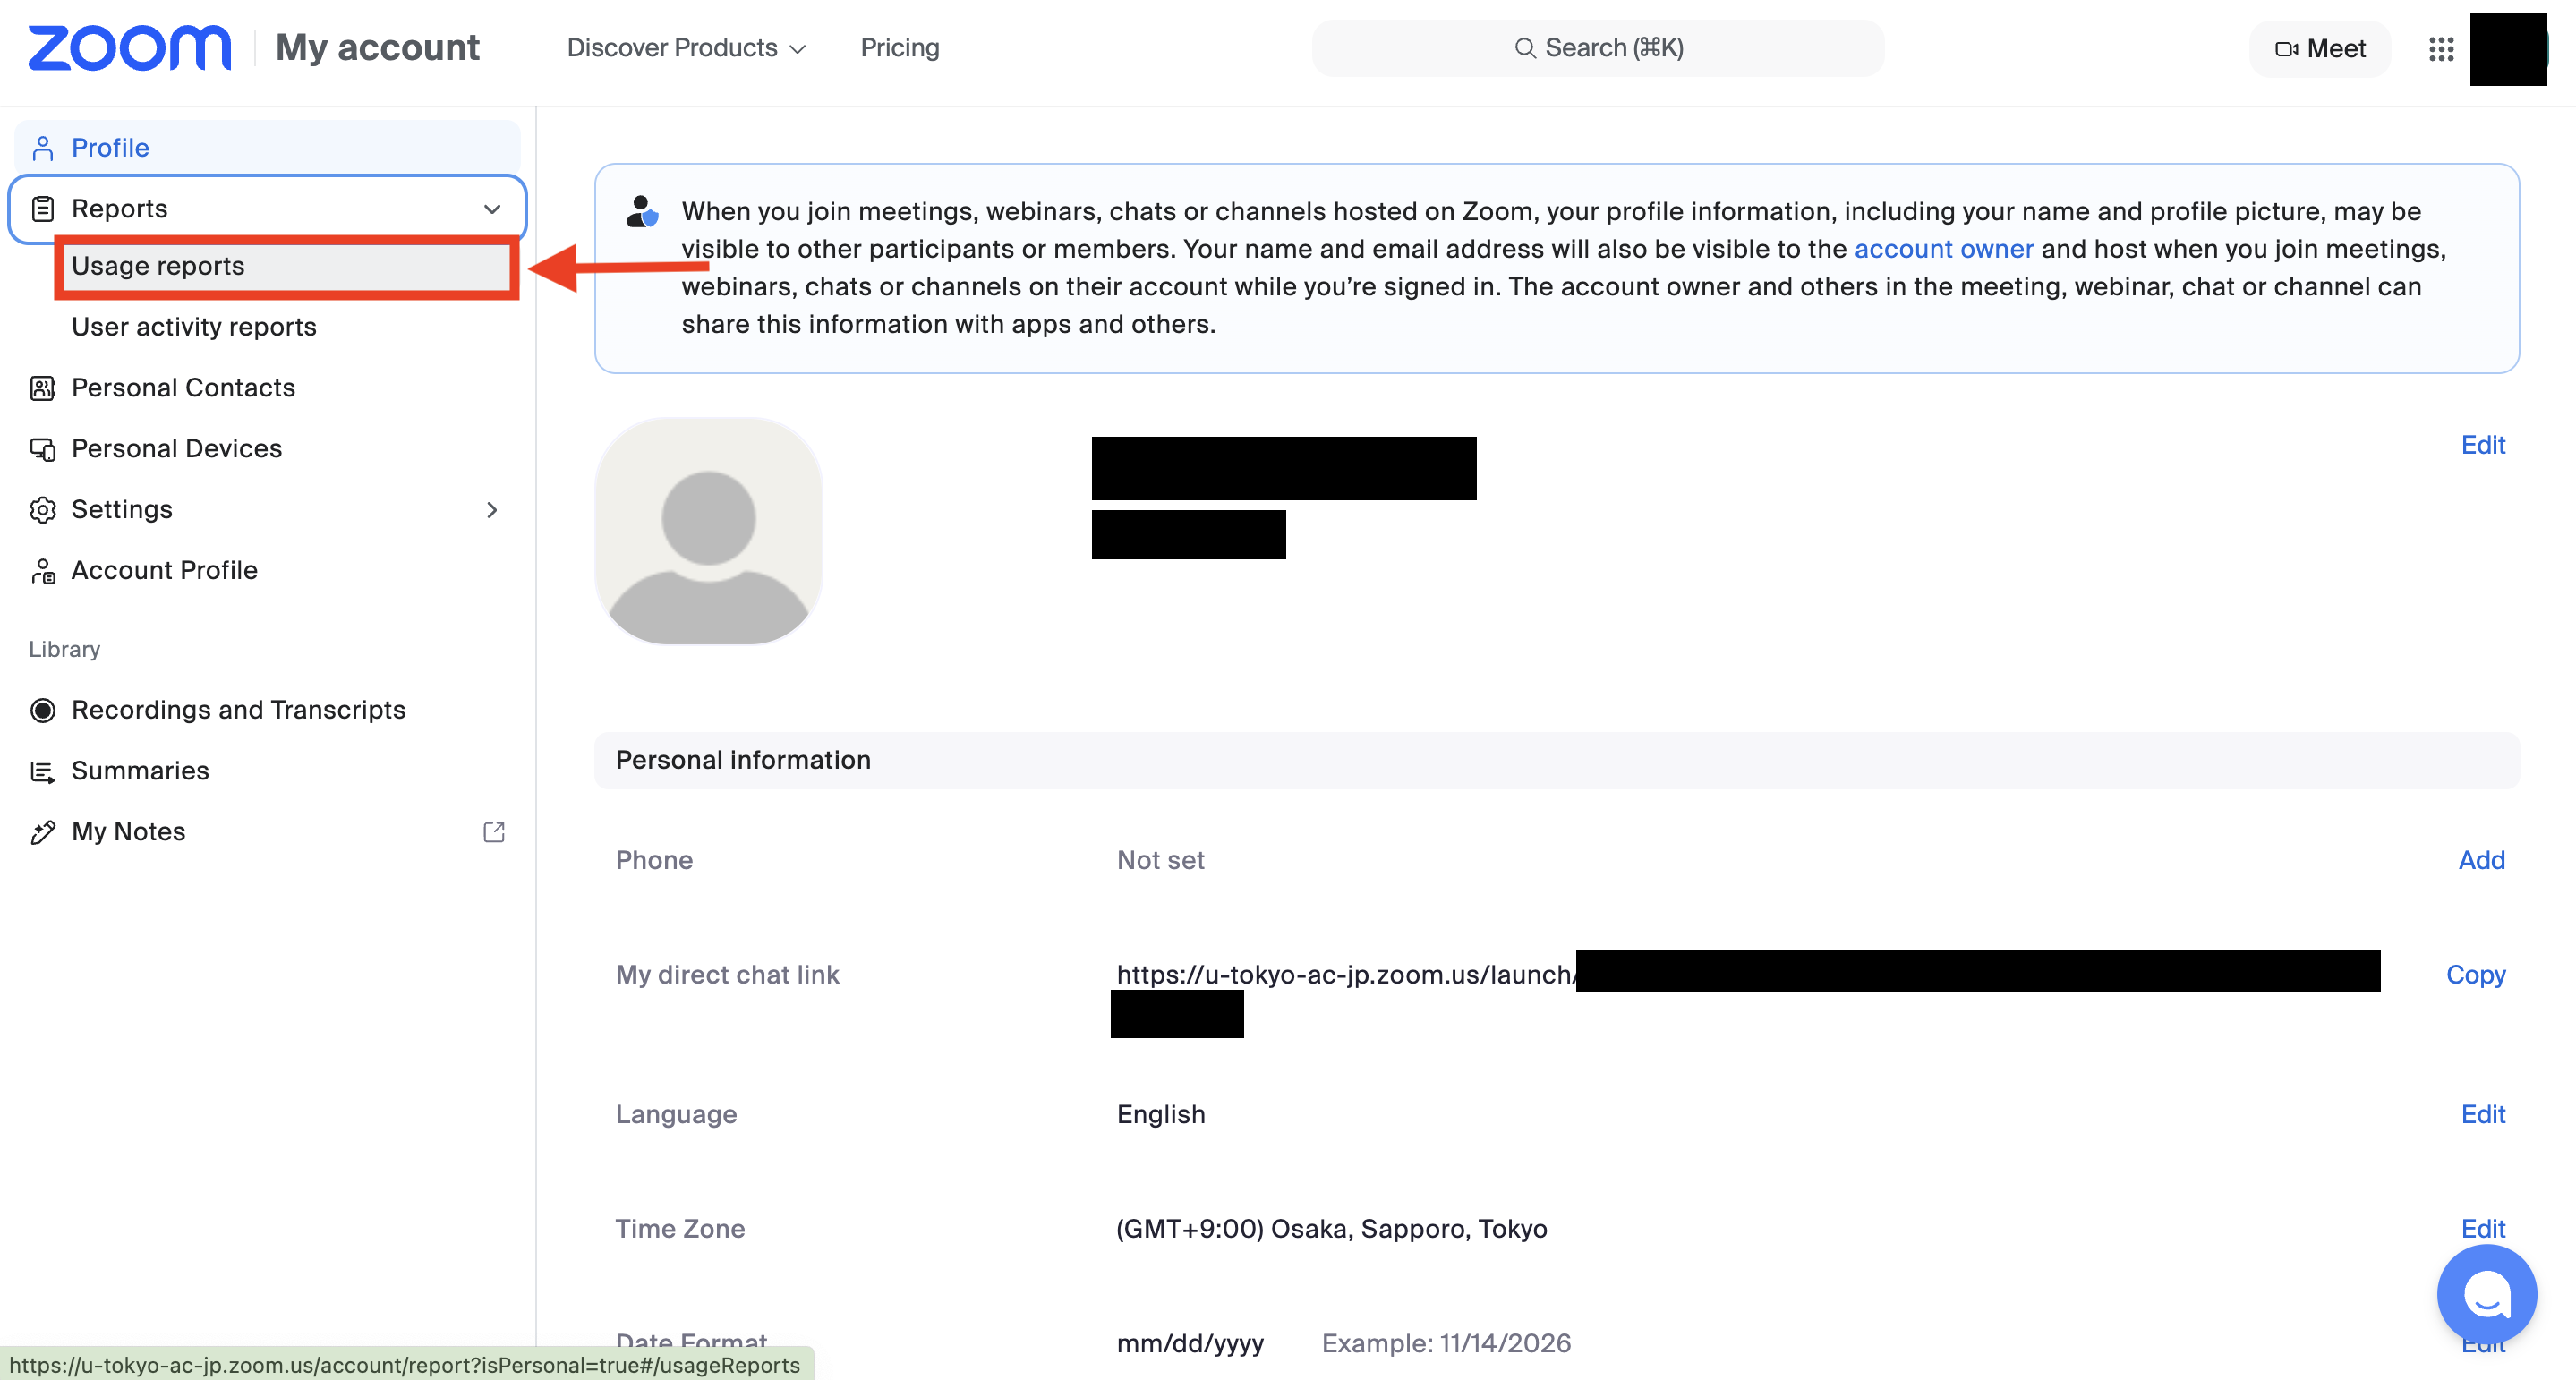 zoom
My account
Discover Products
Pricing
Search (⌘K)
Meet
Profile
Reports
Usage reports
User activity reports
Personal Contacts
Personal Devices
Settings
Account Profile
Library
Recordings and Transcripts
Summaries
My Notes
When you join meetings, webinars, chats or channels hosted on Zoom, your profile information, including your name and profile picture, may be
visible to other participants or members. Your name and email address will also be visible to the account owner and host when you join meetings,
webinars, chats or channels on their account while you’re signed in. The account owner and others in the meeting, webinar, chat or channel can
share this information with apps and others.
Edit
Personal information
Phone
Not set
Add
My direct chat link
https://u-tokyo-ac-jp.zoom.us/launch/
Copy
Language
English
Edit
Time Zone
(GMT+9:00) Osaka, Sapporo, Tokyo
Edit
Date Format
mm/dd/yyyy
Example: 11/14/2026
Edit
https://u-tokyo-ac-jp.zoom.us/account/report?isPersonal=true#/usageReports